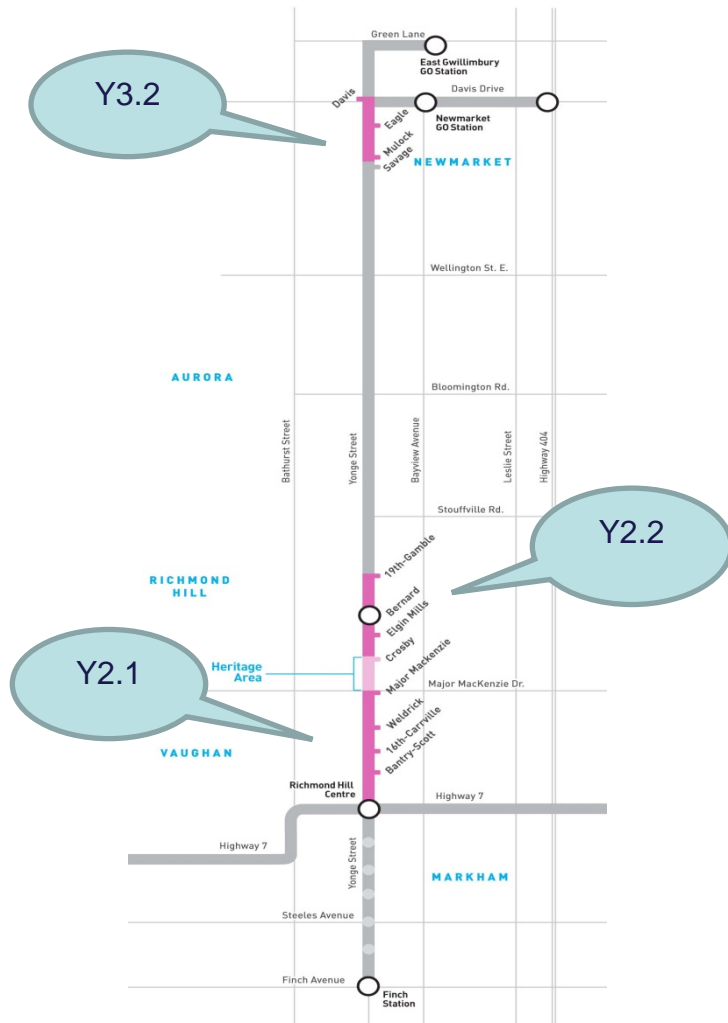 Green Lane
East Gwillimbury
GO Station
Y3.2
Davis Drive
Davis
Eagle
Newmarket
GO Station
Mulock
Savage
NEWMARKET
Wellington St. E.
AURORA
Bloomington Rd.
Bathurst Street
Yonge Street
Bayview Avenue
Leslie Street
Highway 404
Stouffville Rd.
Y2.2
19th-Gamble
RICHMOND
HILL
Bernard
Elgin Mills
Crosby
Y2.1
Heritage
Area
Major Mackenzie
Major MacKenzie Dr.
Weldrick
16th-Carrville
Bantry-Scott
VAUGHAN
Richmond Hill
Centre
Highway 7
Highway 7
Yonge Street
MARKHAM
Steeles Avenue
Finch Avenue
Finch
Station